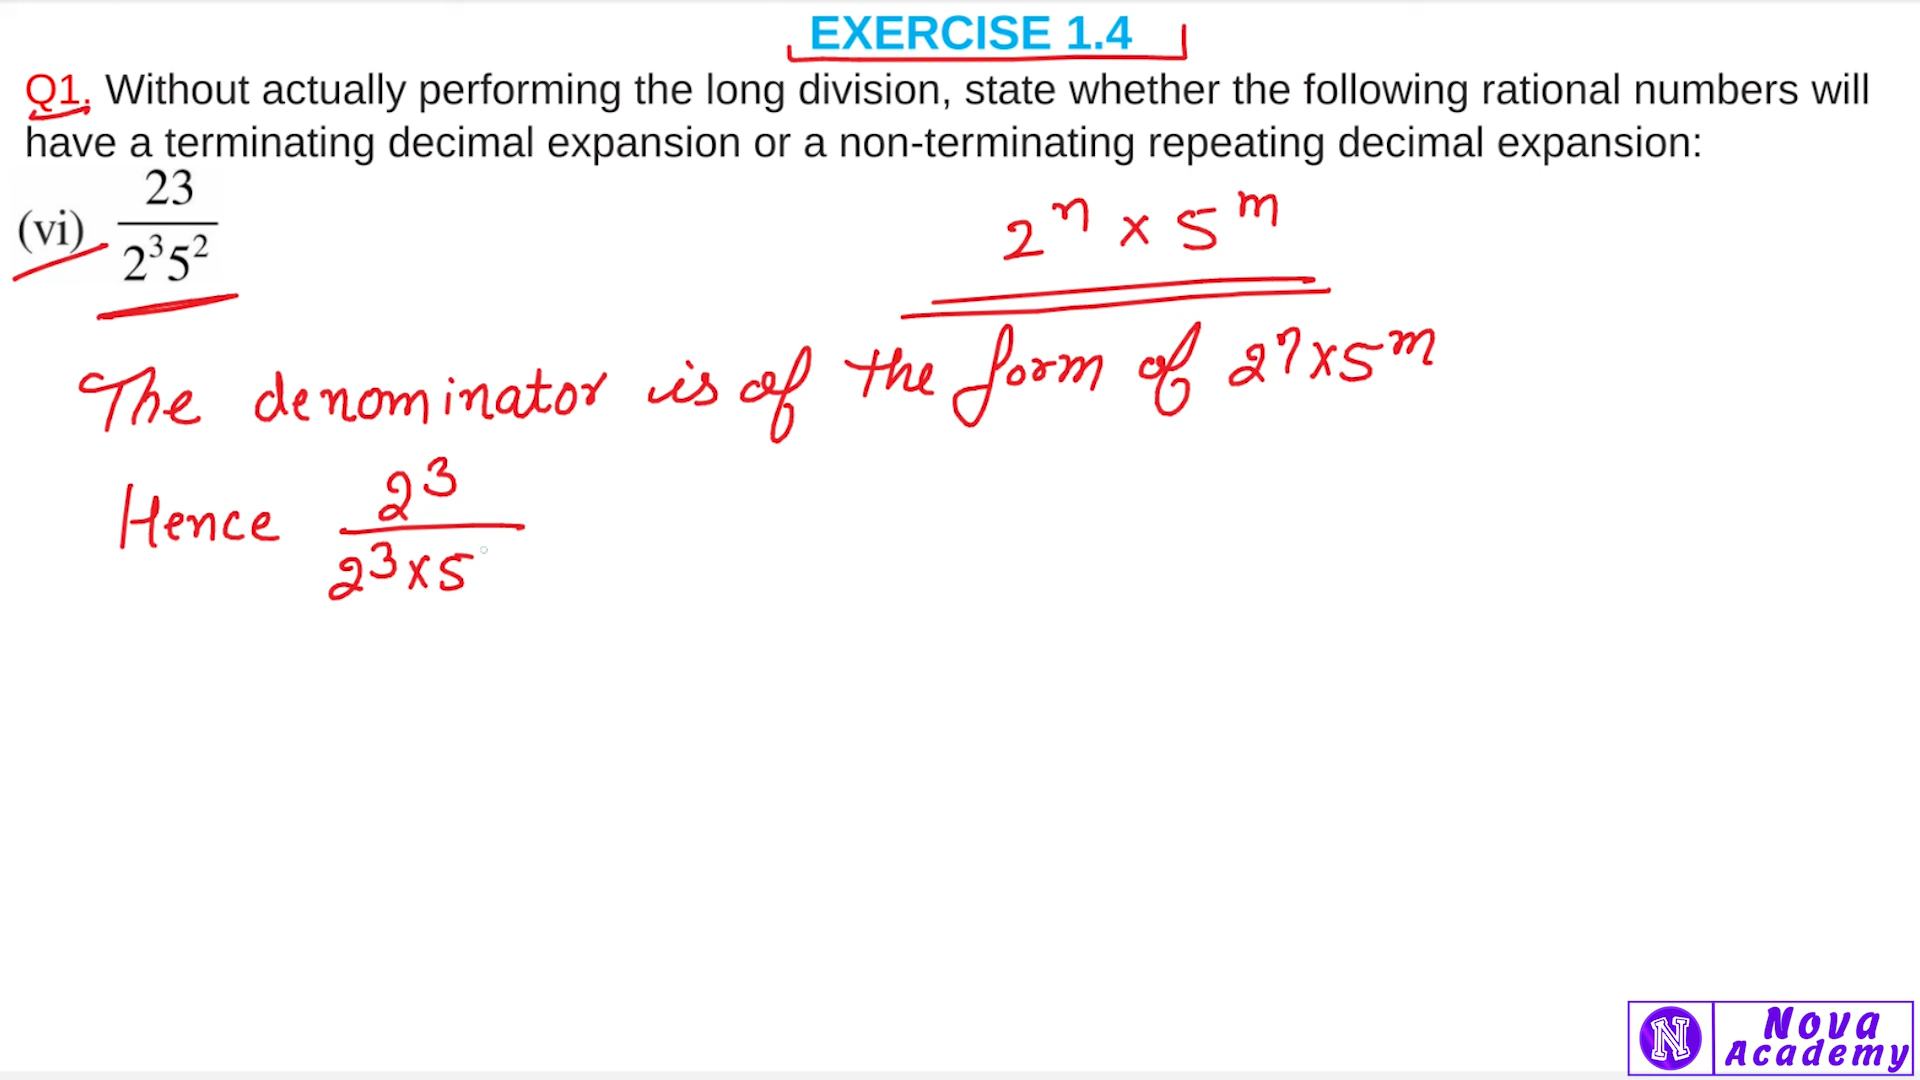 EXERCISE 1.4
Q1. Without actually performing the long division, state whether the following rational numbers will
have a terminating decimal expansion or a non-terminating repeating decimal expansion:
(vi) 23/2³5²
2ⁿ × 5ᵐ
The denominator is of the form of 2ⁿ×5ᵐ
Hence 2³/2³×5
N Nova
Academy